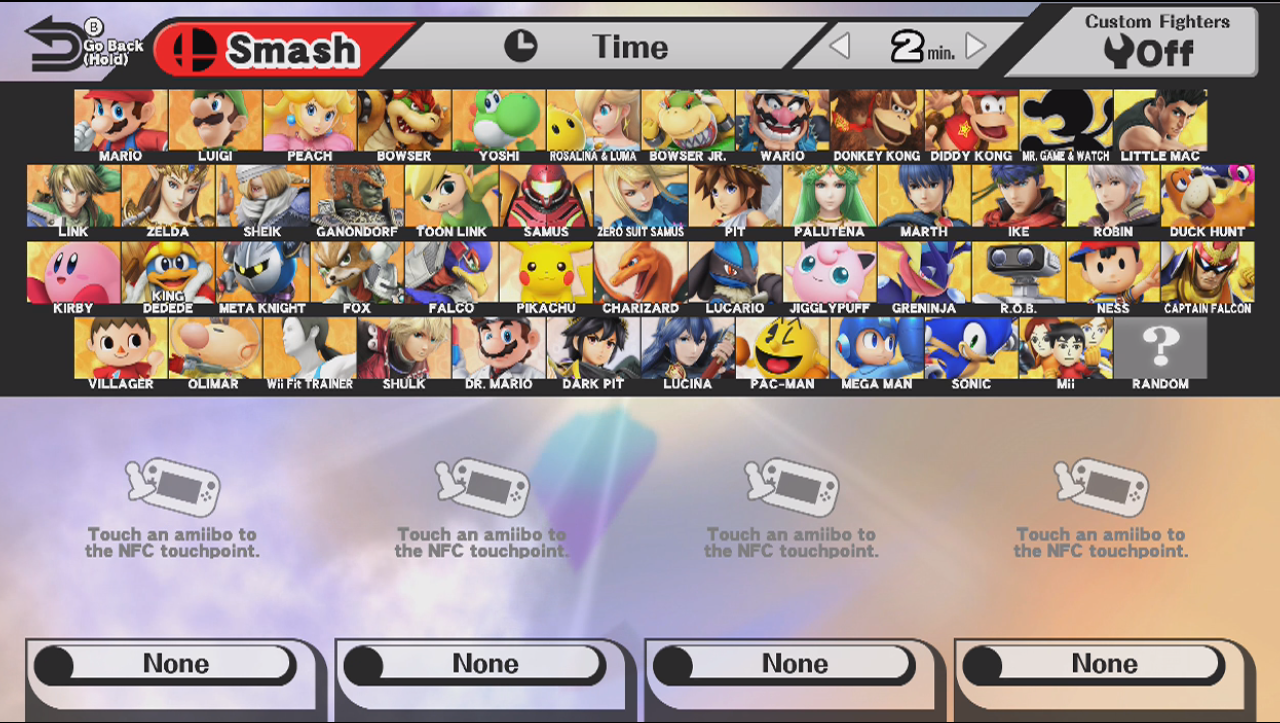 B
Go Back
(Hold)
Smash
Time
2 min.
Custom Fighters
Off
MARIO
LUIGI
PEACH
BOWSER
YOSHI
ROSALINA & LUMA
BOWSER JR.
WARIO
DONKEY KONG
DIDDY KONG
MR. GAME & WATCH
LITTLE MAC
LINK
ZELDA
SHEIK
GANONDORF
TOON LINK
SAMUS
ZERO SUIT SAMUS
PIT
PALUTENA
MARTH
IKE
ROBIN
DUCK HUNT
KIRBY
KING
DEDEDE
META KNIGHT
FOX
FALCO
PIKACHU
CHARIZARD
LUCARIO
JIGGLYPUFF
GRENINJA
R.O.B.
NESS
CAPTAIN FALCON
VILLAGER
OLIMAR
Wii Fit TRAINER
SHULK
DR. MARIO
DARK PIT
LUCINA
PAC-MAN
MEGA MAN
SONIC
Mii
?
RANDOM
Touch an amiibo to
the NFC touchpoint.
Touch an amiibo to
the NFC touchpoint.
Touch an amiibo to
the NFC touchpoint.
Touch an amiibo to
the NFC touchpoint.
None
None
None
None